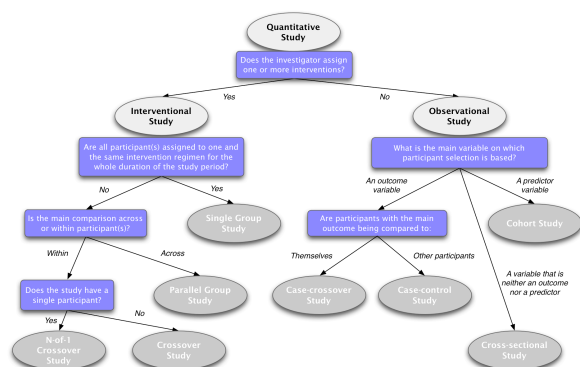 Quantitative
Study
Does the investigator assign
one or more interventions?
Yes
No
Interventional
Study
Observational
Study
Are all participant(s) assigned to one and
the same intervention regimen for the
whole duration of the study period?
What is the main variable on which
participant selection is based?
No
Yes
An outcome
variable
A predictor
variable
Is the main comparison across
or within participant(s)?
Single Group
Study
Are participants with the main
outcome being compared to:
Cohort Study
Within
Across
Themselves
Other participants
A variable that is
neither an outcome
nor a predictor
Does the study have a
single participant?
Parallel Group
Study
Case-crossover
Study
Case-control
Study
Yes
No
N-of-1
Crossover
Study
Crossover
Study
Cross-sectional
Study